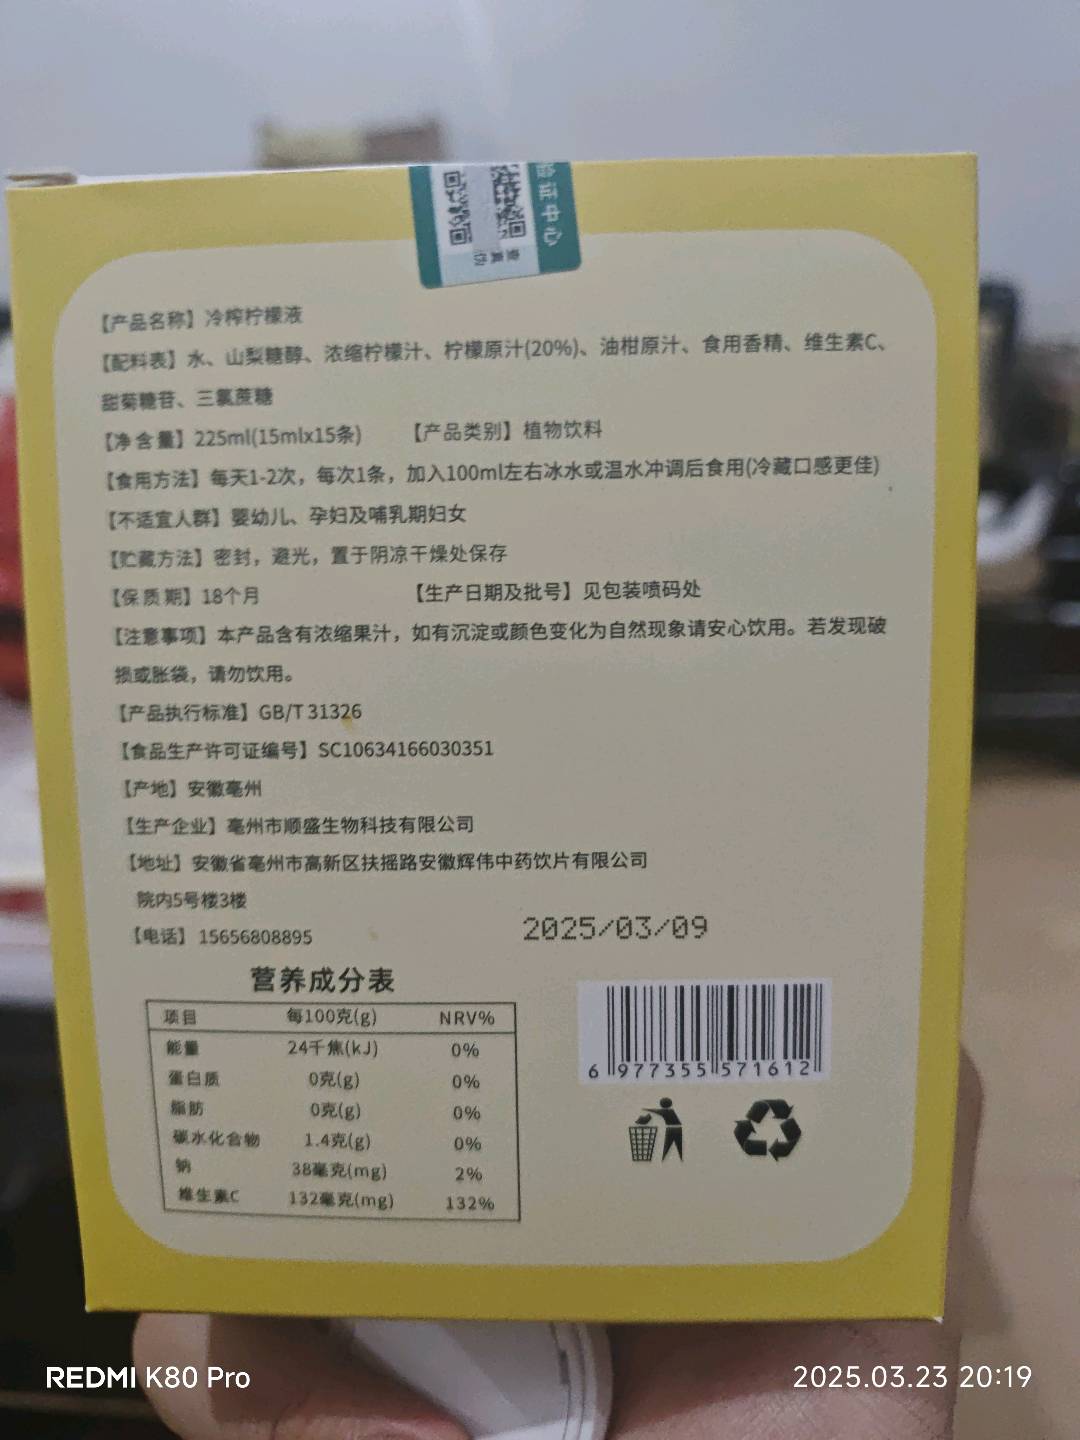 验证中心
【产品名称】冷榨柠檬液
【配料表】水、山梨糖醇、浓缩柠檬汁、柠檬原汁(20%)、油柑原汁、食用香精、维生素C、
甜菊糖苷、三氯蔗糖
【净含量】225ml(15mlx15条) 【产品类别】植物饮料
【食用方法】每天1-2次，每次1条，加入100ml左右冰水或温水冲调后食用(冷藏口感更佳)
【不适宜人群】婴幼儿、孕妇及哺乳期妇女
【贮藏方法】密封，避光，置于阴凉干燥处保存
【保质期】18个月 【生产日期及批号】见包装喷码处
【注意事项】本产品含有浓缩果汁，如有沉淀或颜色变化为自然现象请安心饮用。若发现破
损或胀袋，请勿饮用。
【产品执行标准】GB/T 31326
【食品生产许可证编号】SC10634166030351
【产地】安徽亳州
【生产企业】亳州市顺盛生物科技有限公司
【地址】安徽省亳州市高新区扶摇路安徽辉伟中药饮片有限公司
院内5号楼3楼
【电话】15656808895
2025/03/09
营养成分表
项目 每100克(g) NRV%
能量 24千焦(kJ) 0%
蛋白质 0克(g) 0%
脂肪 0克(g) 0%
碳水化合物 1.4克(g) 0%
钠 38毫克(mg) 2%
维生素C 132毫克(mg) 132%
6 977355 571612
REDMI K80 Pro
2025.03.23 20:19